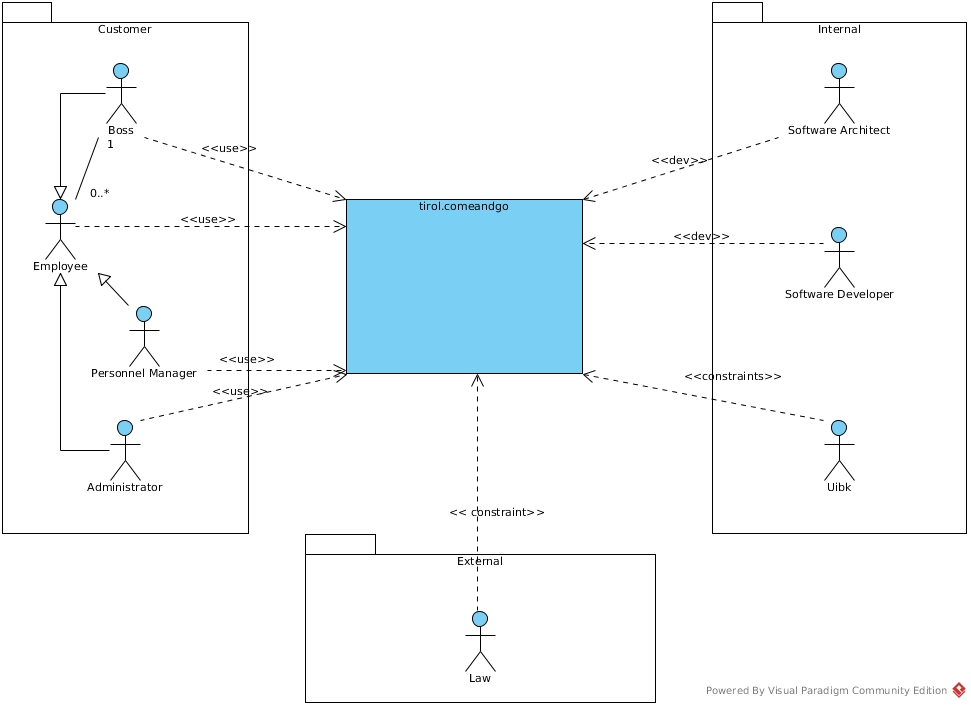 Customer
Boss
1
0..*
Employee
Personnel Manager
Administrator
<<use>>
<<use>>
<<use>>
<<use>>
tirol.comeandgo
<<dev>>
<<dev>>
<<constraints>>
Internal
Software Architect
Software Developer
Uibk
<< constraint>>
External
Law
Powered By Visual Paradigm Community Edition